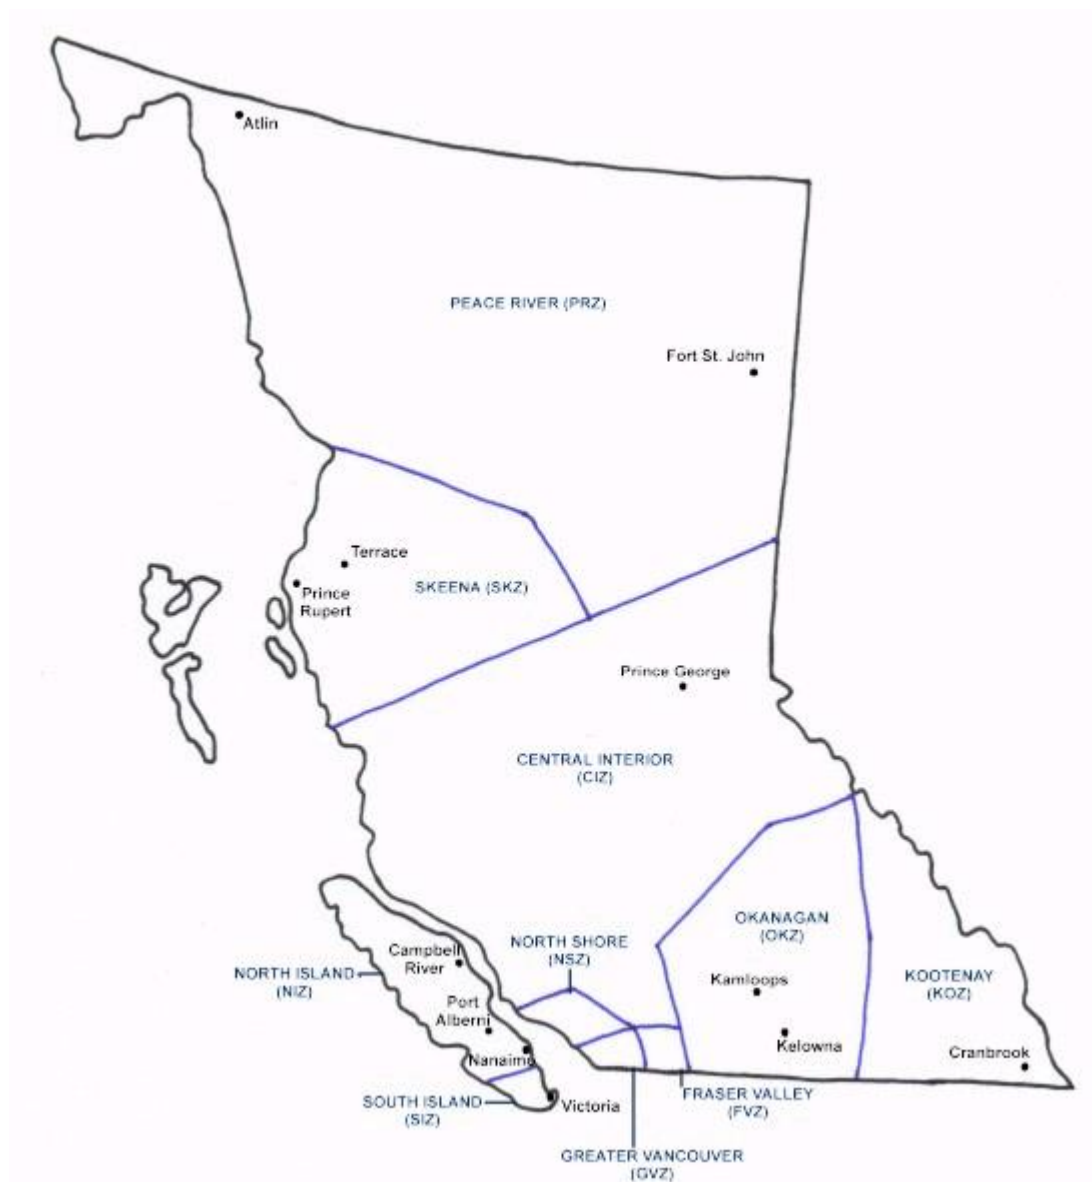 Atlin
PEACE RIVER (PRZ)
Fort St. John
Terrace
SKEENA (SKZ)
Prince
Rupert
Prince George
CENTRAL INTERIOR
(CIZ)
OKANAGAN
(OKZ)
NORTH SHORE
(NSZ)
Campbell
River
NORTH ISLAND
(NIZ)
KOOTENAY
(KOZ)
Kamloops
Port
Alberni
Kelowna
Cranbrook
Nanaimo
FRASER VALLEY
(FVZ)
SOUTH ISLAND
(SIZ)
Victoria
GREATER VANCOUVER
(GVZ)